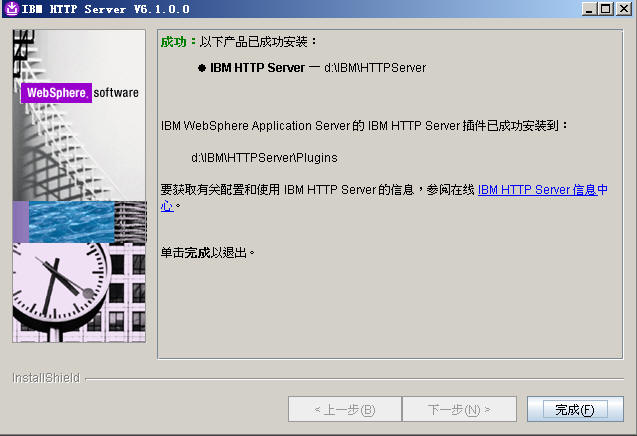 IBM HTTP Server V6.1.0.0
WebSphere. software
成功：以下产品已成功安装：
● IBM HTTP Server — d:\IBM\HTTPServer
IBM WebSphere Application Server 的 IBM HTTP Server 插件已成功安装到：
d:\IBM\HTTPServer\Plugins
要获取有关配置和使用 IBM HTTP Server 的信息，参阅在线 IBM HTTP Server 信息中
心。
单击完成以退出。
InstallShield
< 上一步(B)
下一步(N) >
完成(F)